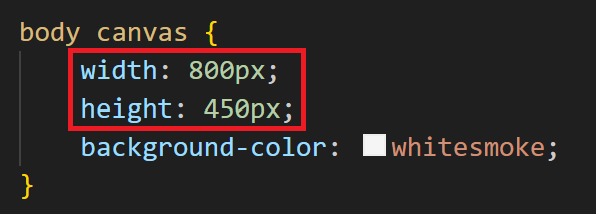 body canvas {
width: 800px;
height: 450px;
background-color: whitesmoke;
}